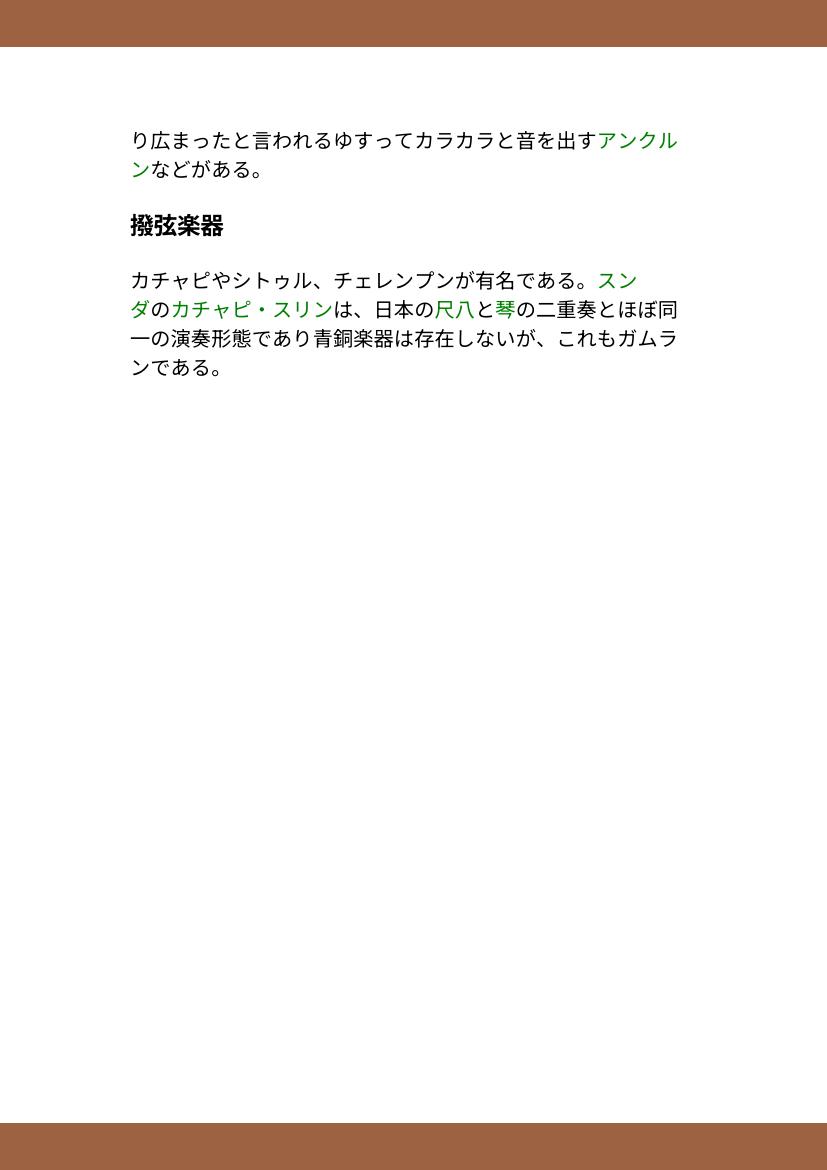 り広まったと言われるゆすってカラカラと音を出すアンクル
ンなどがある。
撥弦楽器
カチャピやシトゥル、チェレンプンが有名である。スン
ダのカチャピ・スリンは、日本の尺八と琴の二重奏とほぼ同
一の演奏形態であり青銅楽器は存在しないが、これもガムラ
ンである。